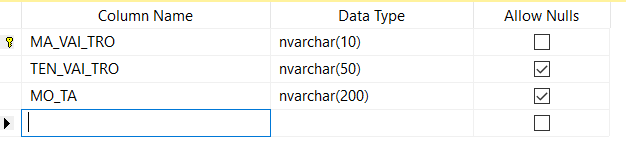 Column Name Data Type Allow Nulls
MA_VAI_TRO nvarchar(10)
TEN_VAI_TRO nvarchar(50)
MO_TA nvarchar(200)